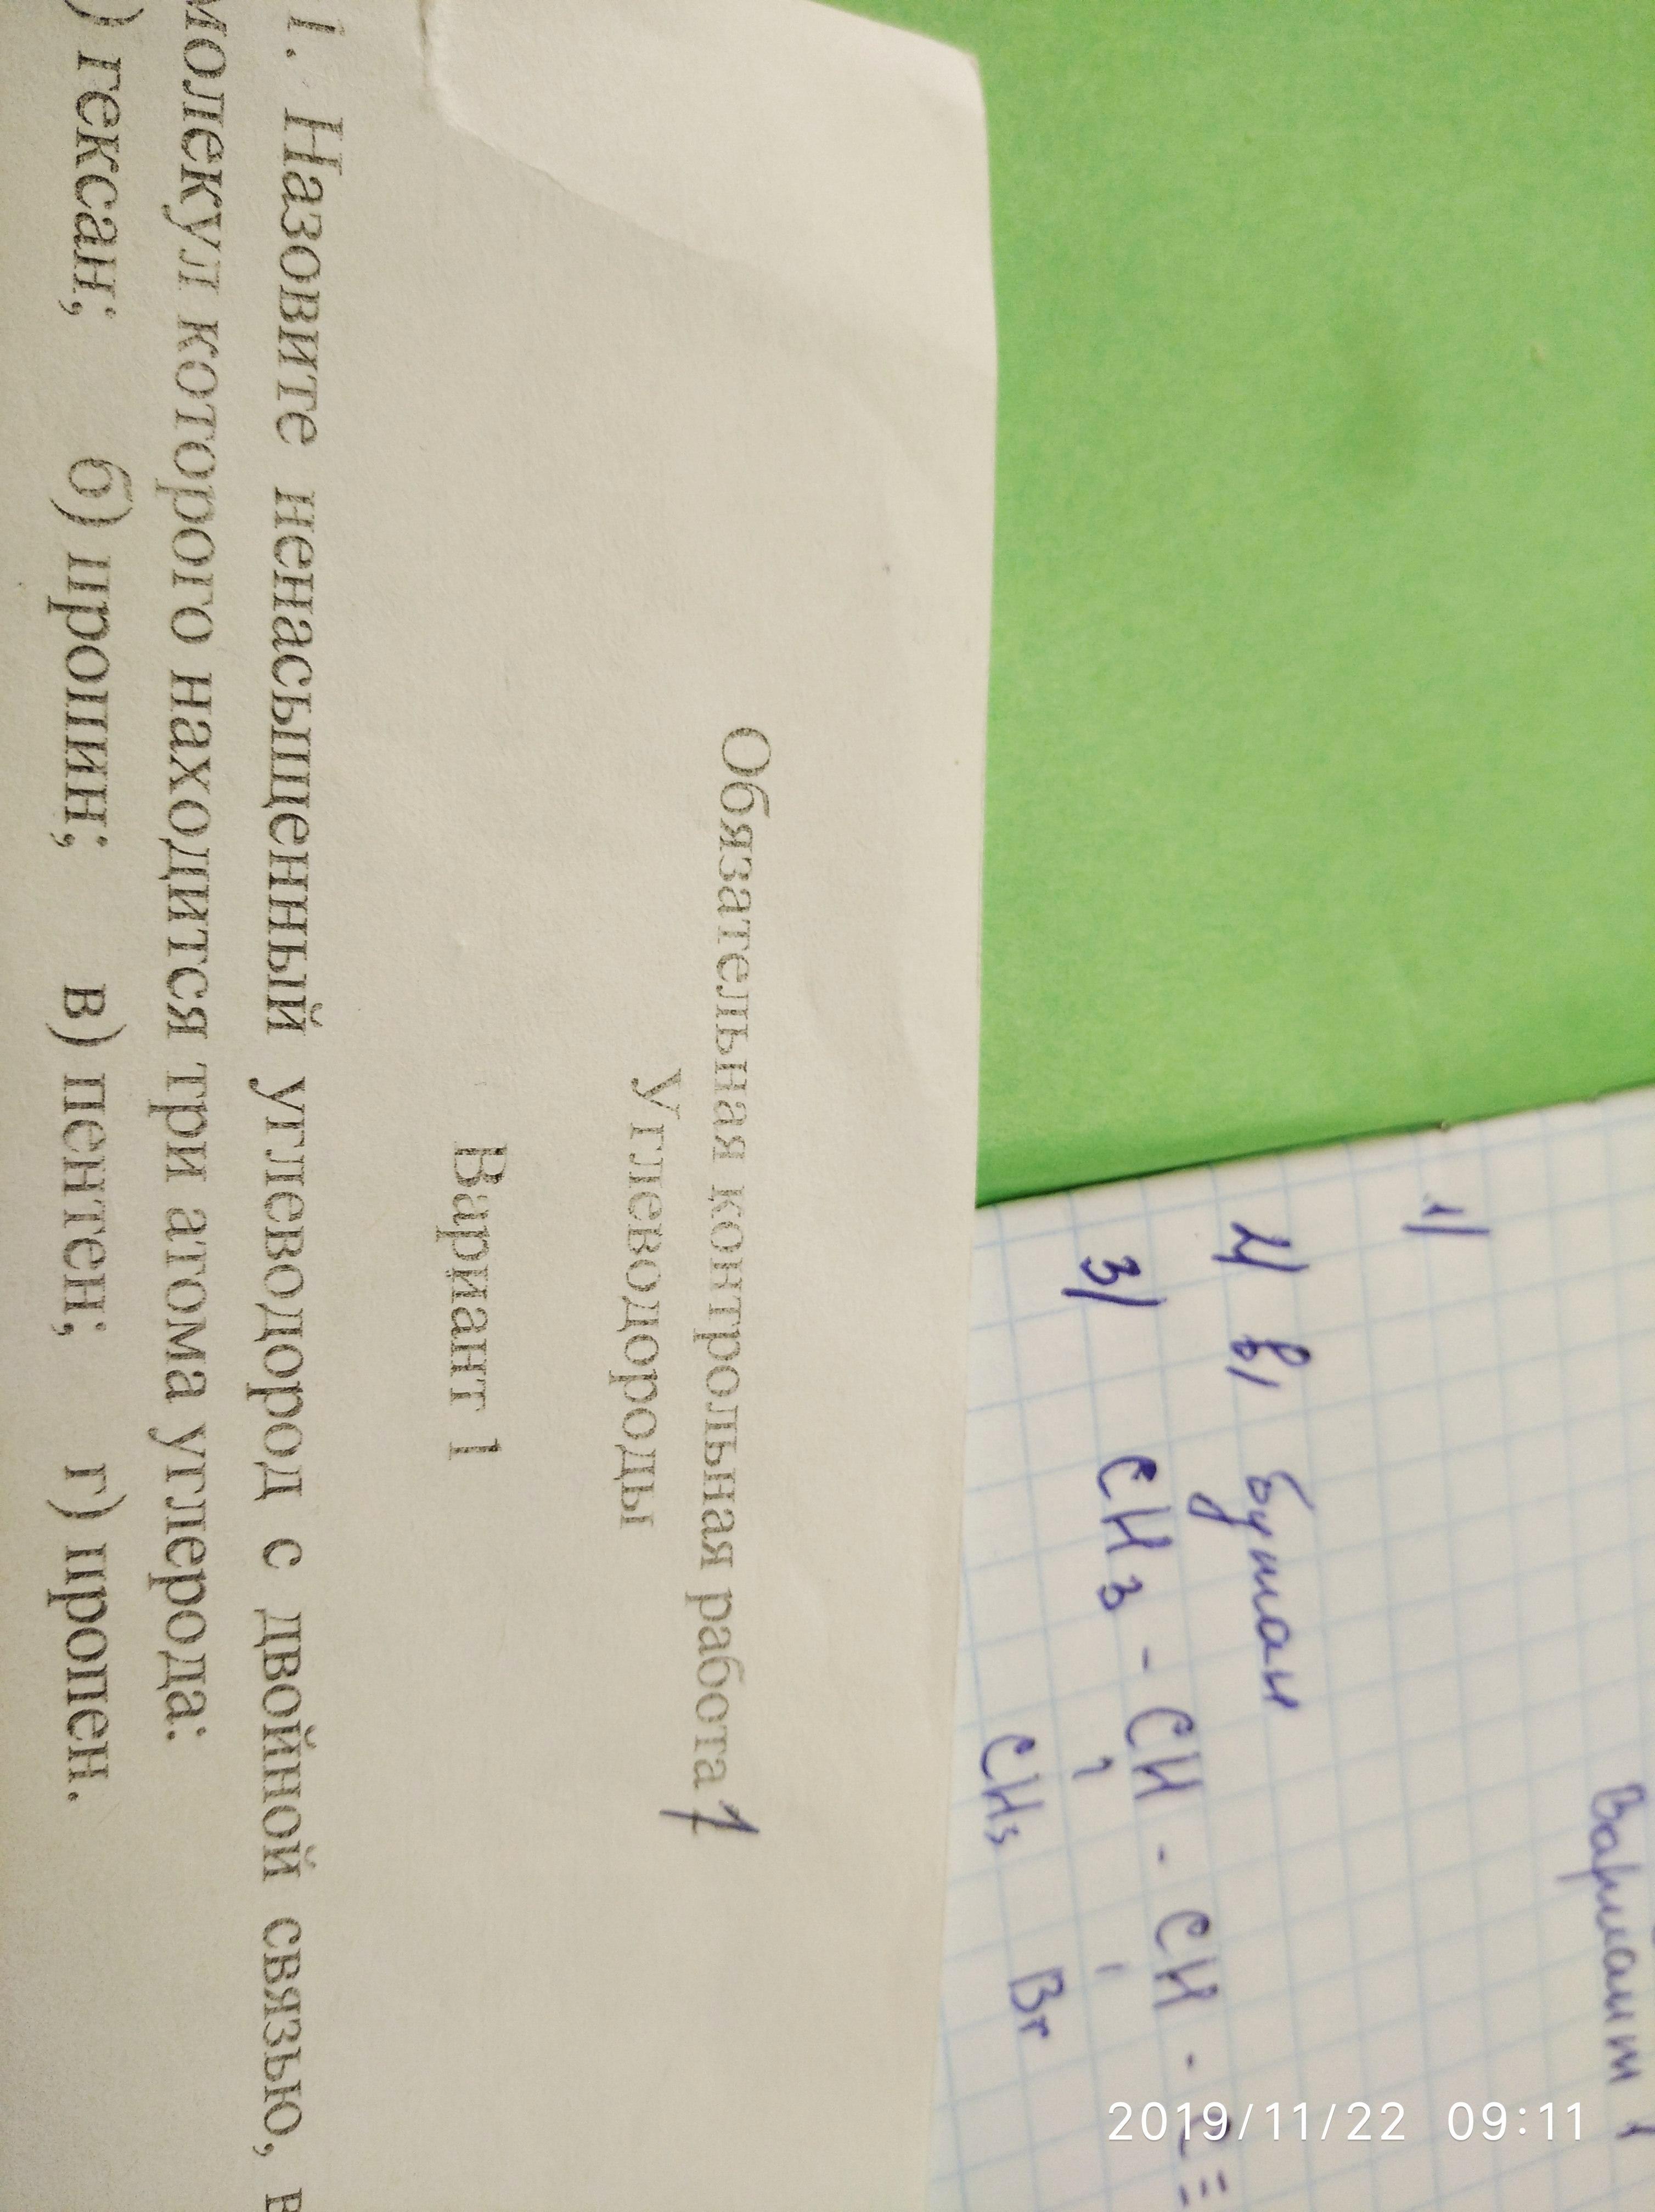 Обязательная контрольная работа 1
Углеводороды
Вариант 1
1. Назовите ненасыщенный углеводород с двойной связью, в
молекул которого находится три атома углерода:
) гексан; б) пропин; в) пентен; г) пропен.
Вариант 1
1)
2) в) бутан
3) CH3 - CH - CH - C ≡
CH3 Br
2019/11/22 09:11